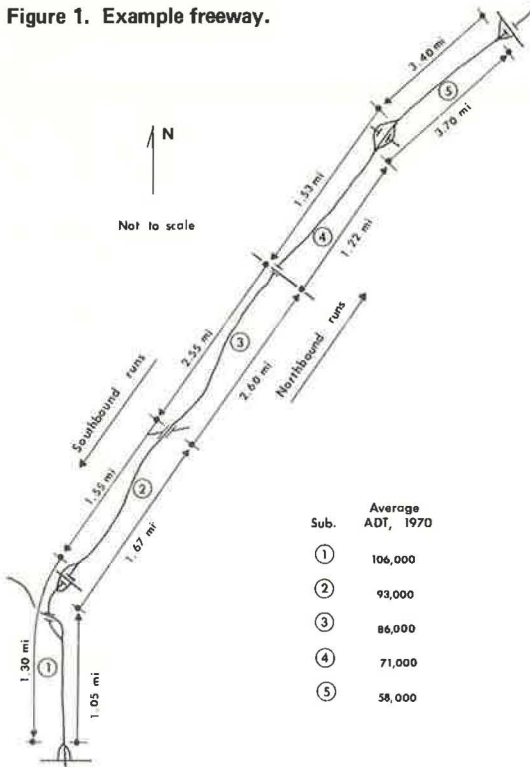 Figure 1. Example freeway.
N
Not to scale
3.40 mi
5
3.70 mi
1.53 mi
4
1.22 mi
2.55 mi
3
2.60 mi
Northbound runs
Southbound runs
1.55 mi
2
1.67 mi
1.30 mi
1
1.05 mi
Sub. Average
ADT, 1970
1 106,000
2 93,000
3 86,000
4 71,000
5 58,000